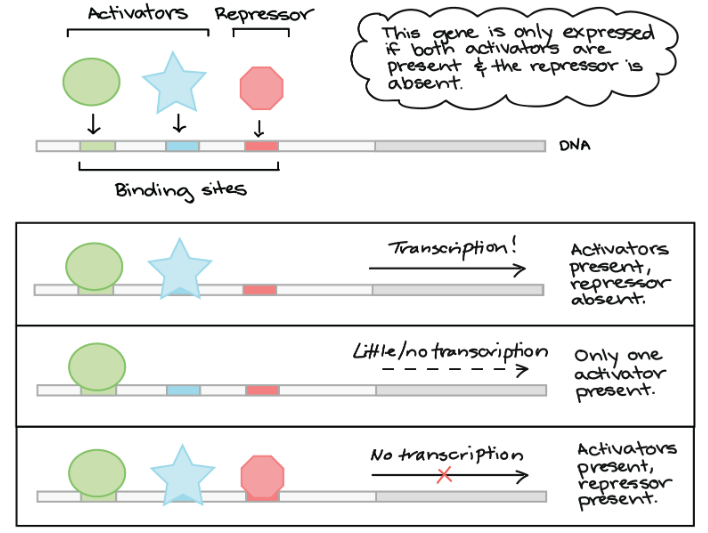 Activators
Repressor
This gene is only expressed
if both activators are
present & the repressor is
absent.
DNA
Binding sites
Transcription!
Activators
present,
repressor
absent.
Little/no transcription
Only one
activator
present.
No transcription
Activators
present,
repressor
present.